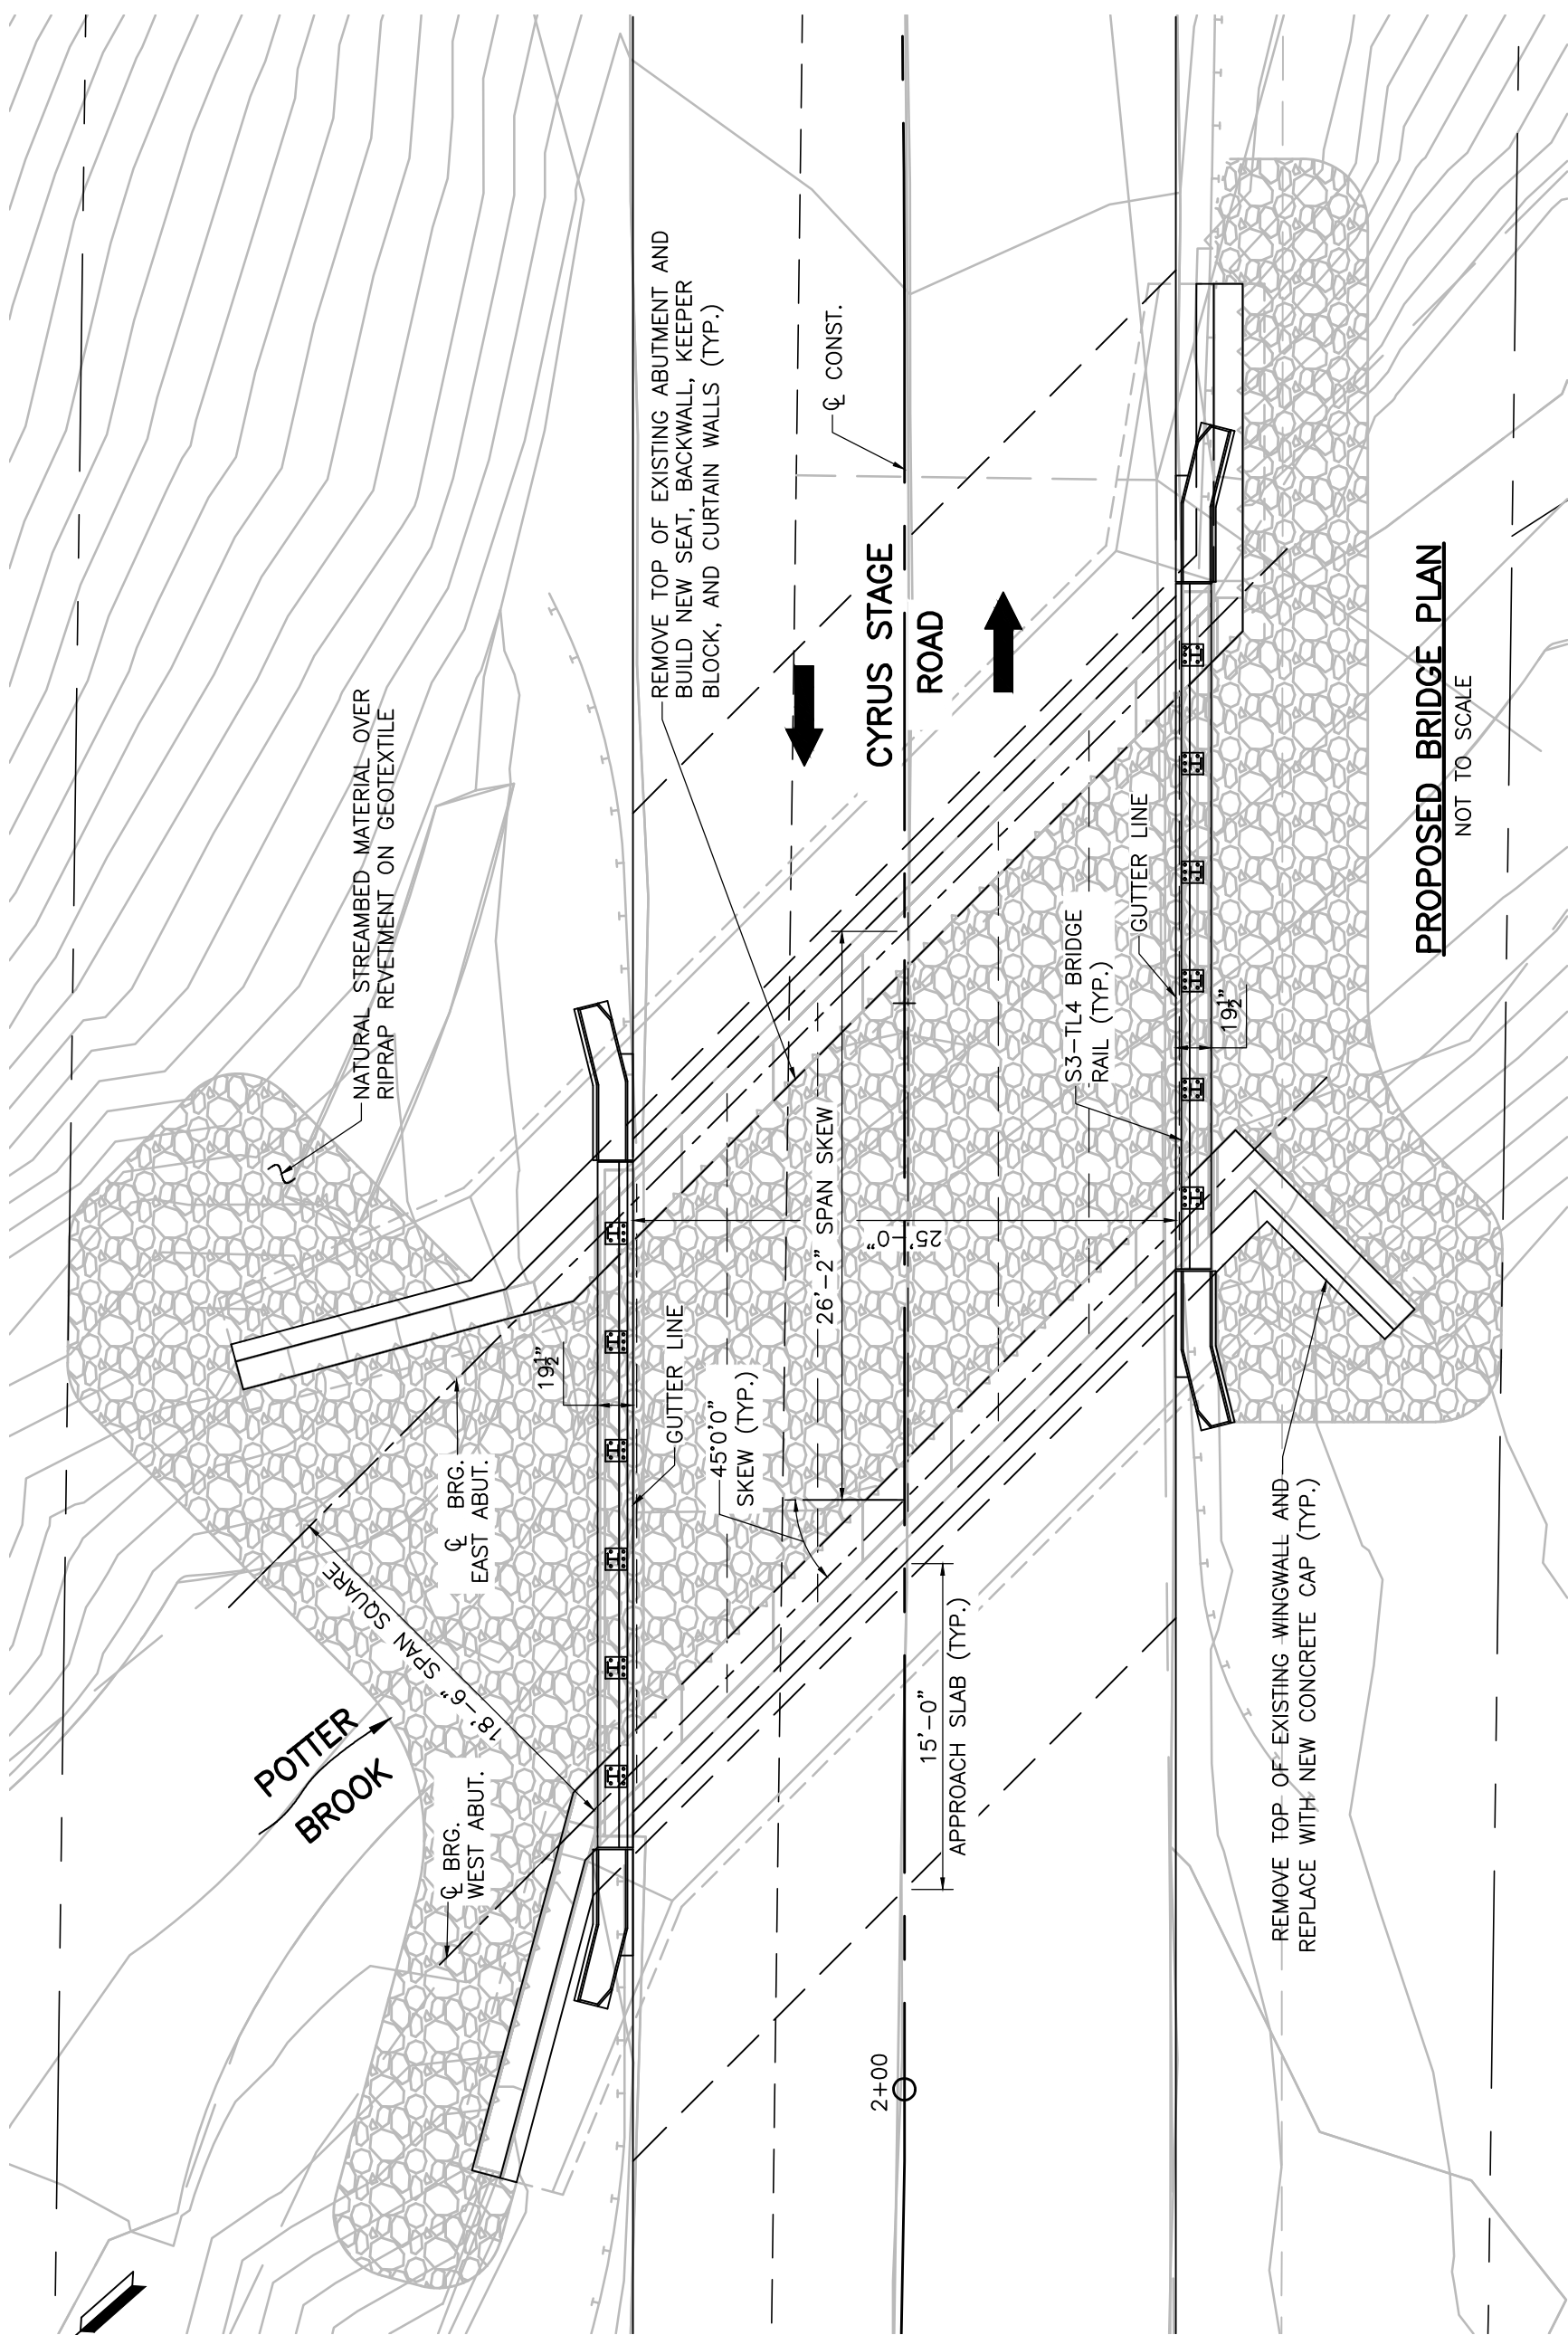 NATURAL STREAMBED MATERIAL OVER
RIPRAP REVETMENT ON GEOTEXTILE
REMOVE TOP OF EXISTING ABUTMENT AND
BUILD NEW SEAT, BACKWALL, KEEPER
BLOCK, AND CURTAIN WALLS (TYP.)
℄ CONST.
CYRUS STAGE
ROAD
POTTER
BROOK
℄ BRG.
WEST ABUT.
℄ BRG.
EAST ABUT.
18'-6" SPAN SQUARE
19½"
GUTTER LINE
45°0'0"
SKEW (TYP.)
26'-2" SPAN SKEW
25'-0"
15'-0"
APPROACH SLAB (TYP.)
2+00
S3-TL4 BRIDGE
RAIL (TYP.)
GUTTER LINE
19½"
REMOVE TOP OF EXISTING WINGWALL AND
REPLACE WITH NEW CONCRETE CAP (TYP.)
PROPOSED BRIDGE PLAN
NOT TO SCALE